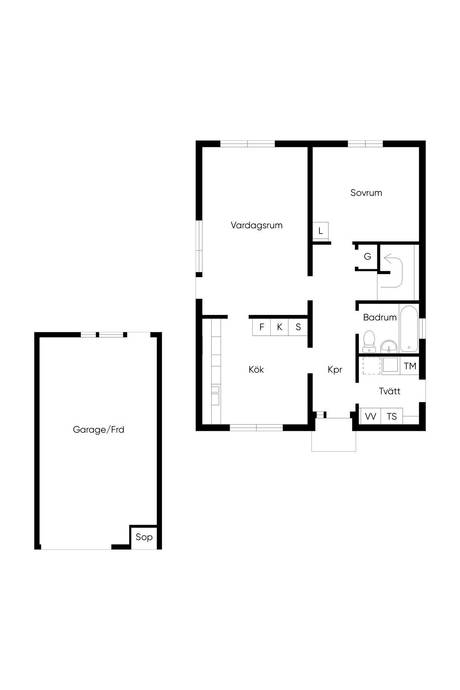 Sovrum
Vardagsrum
L
G
Badrum
F K S
Kök
Kpr
TM
Tvätt
VV TS
Garage/Frd
Sop